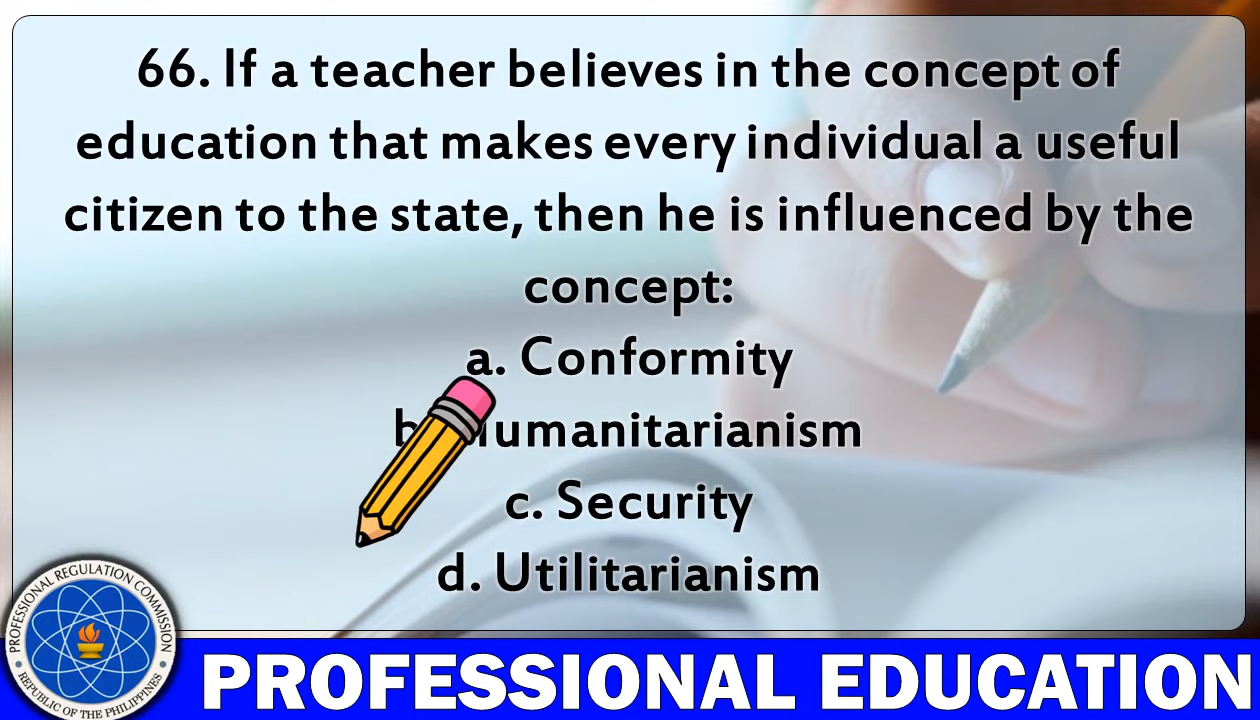 66. If a teacher believes in the concept of
education that makes every individual a useful
citizen to the state, then he is influenced by the
concept:
a. Conformity
b. Humanitarianism
c. Security
d. Utilitarianism
PROFESSIONAL REGULATION COMMISSION
REPUBLIC OF THE PHILIPPINES
PROFESSIONAL EDUCATION